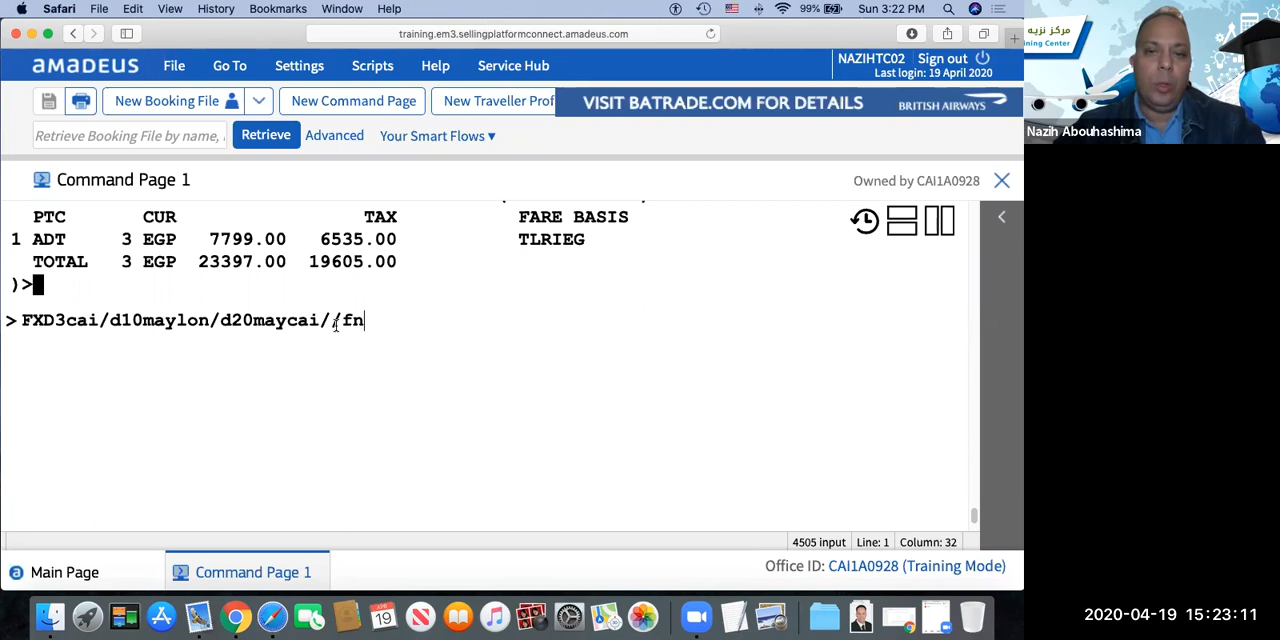 Safari File Edit View History Bookmarks Window Help 99% Sun 3:22 PM
training.em3.sellingplatformconnect.amadeus.com
مركز نزيه
ning Center
amadeus File Go To Settings Scripts Help Service Hub NAZIHTC02 Sign out
Last login: 19 April 2020
New Booking File New Command Page New Traveller Prof VISIT BATRADE.COM FOR DETAILS BRITISH AIRWAYS
Retrieve Booking File by name, Retrieve Advanced Your Smart Flows
Nazih Abouhashima
Command Page 1 Owned by CAI1A0928
PTC CUR TAX FARE BASIS
1 ADT 3 EGP 7799.00 6535.00 TLRIEG
TOTAL 3 EGP 23397.00 19605.00
)>
> FXD3cai/d10maylon/d20maycai//fn
4505 input Line: 1 Column: 32
Main Page Command Page 1 Office ID: CAI1A0928 (Training Mode)
APR
19
2020-04-19 15:23:11